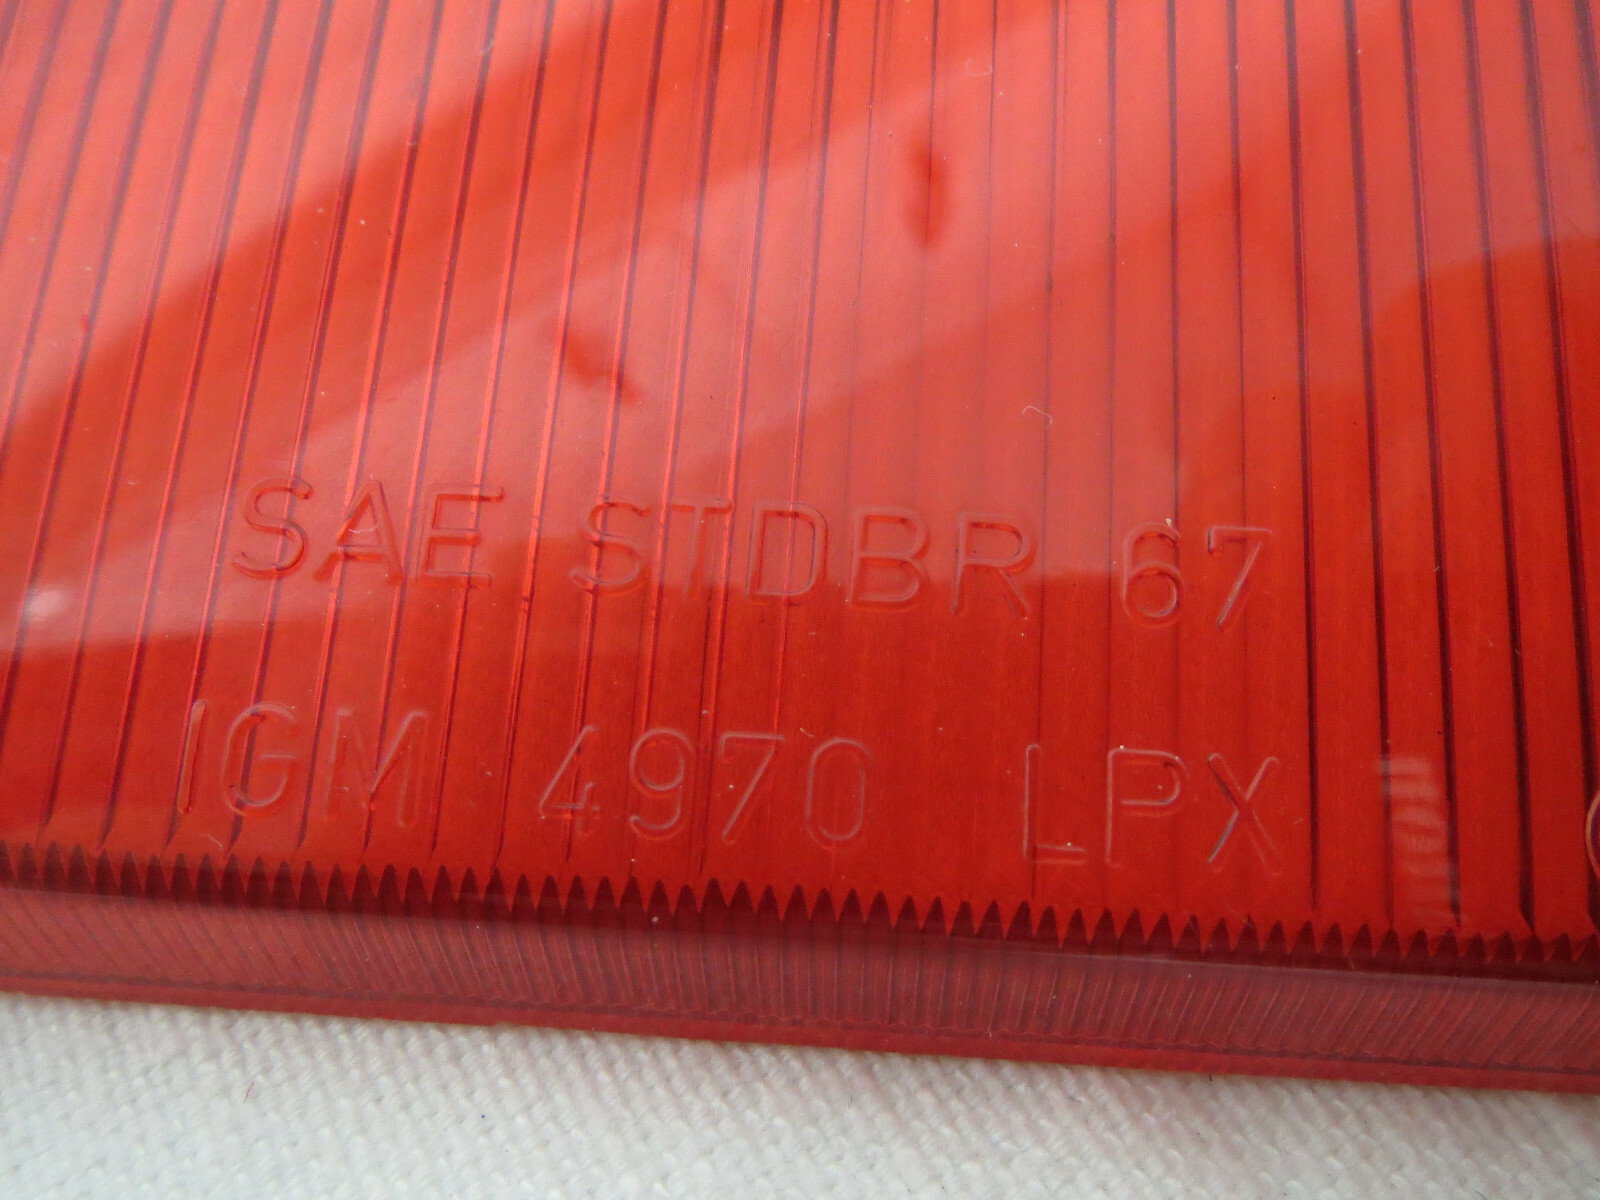 SAE STDBR 67
IGM 4970 LPX